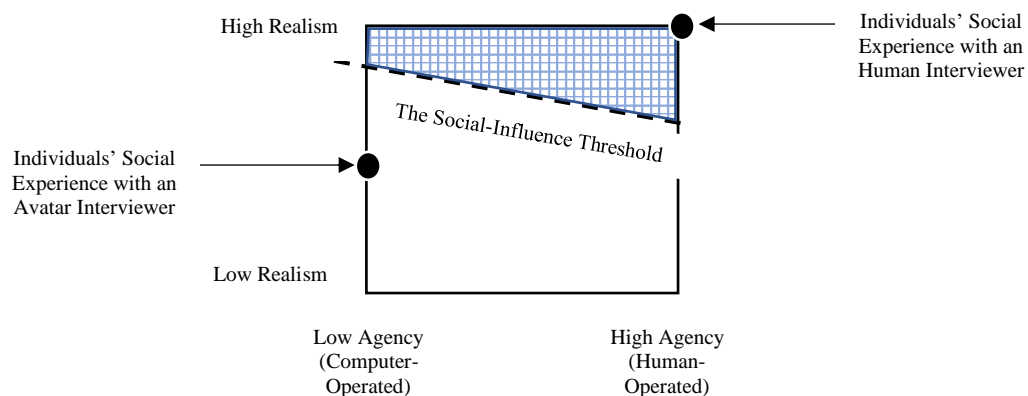 High Realism
Individuals’ Social
Experience with an
Human Interviewer
The Social-Influence Threshold
Individuals’ Social
Experience with an
Avatar Interviewer
Low Realism
Low Agency
(Computer-
Operated)
High Agency
(Human-
Operated)